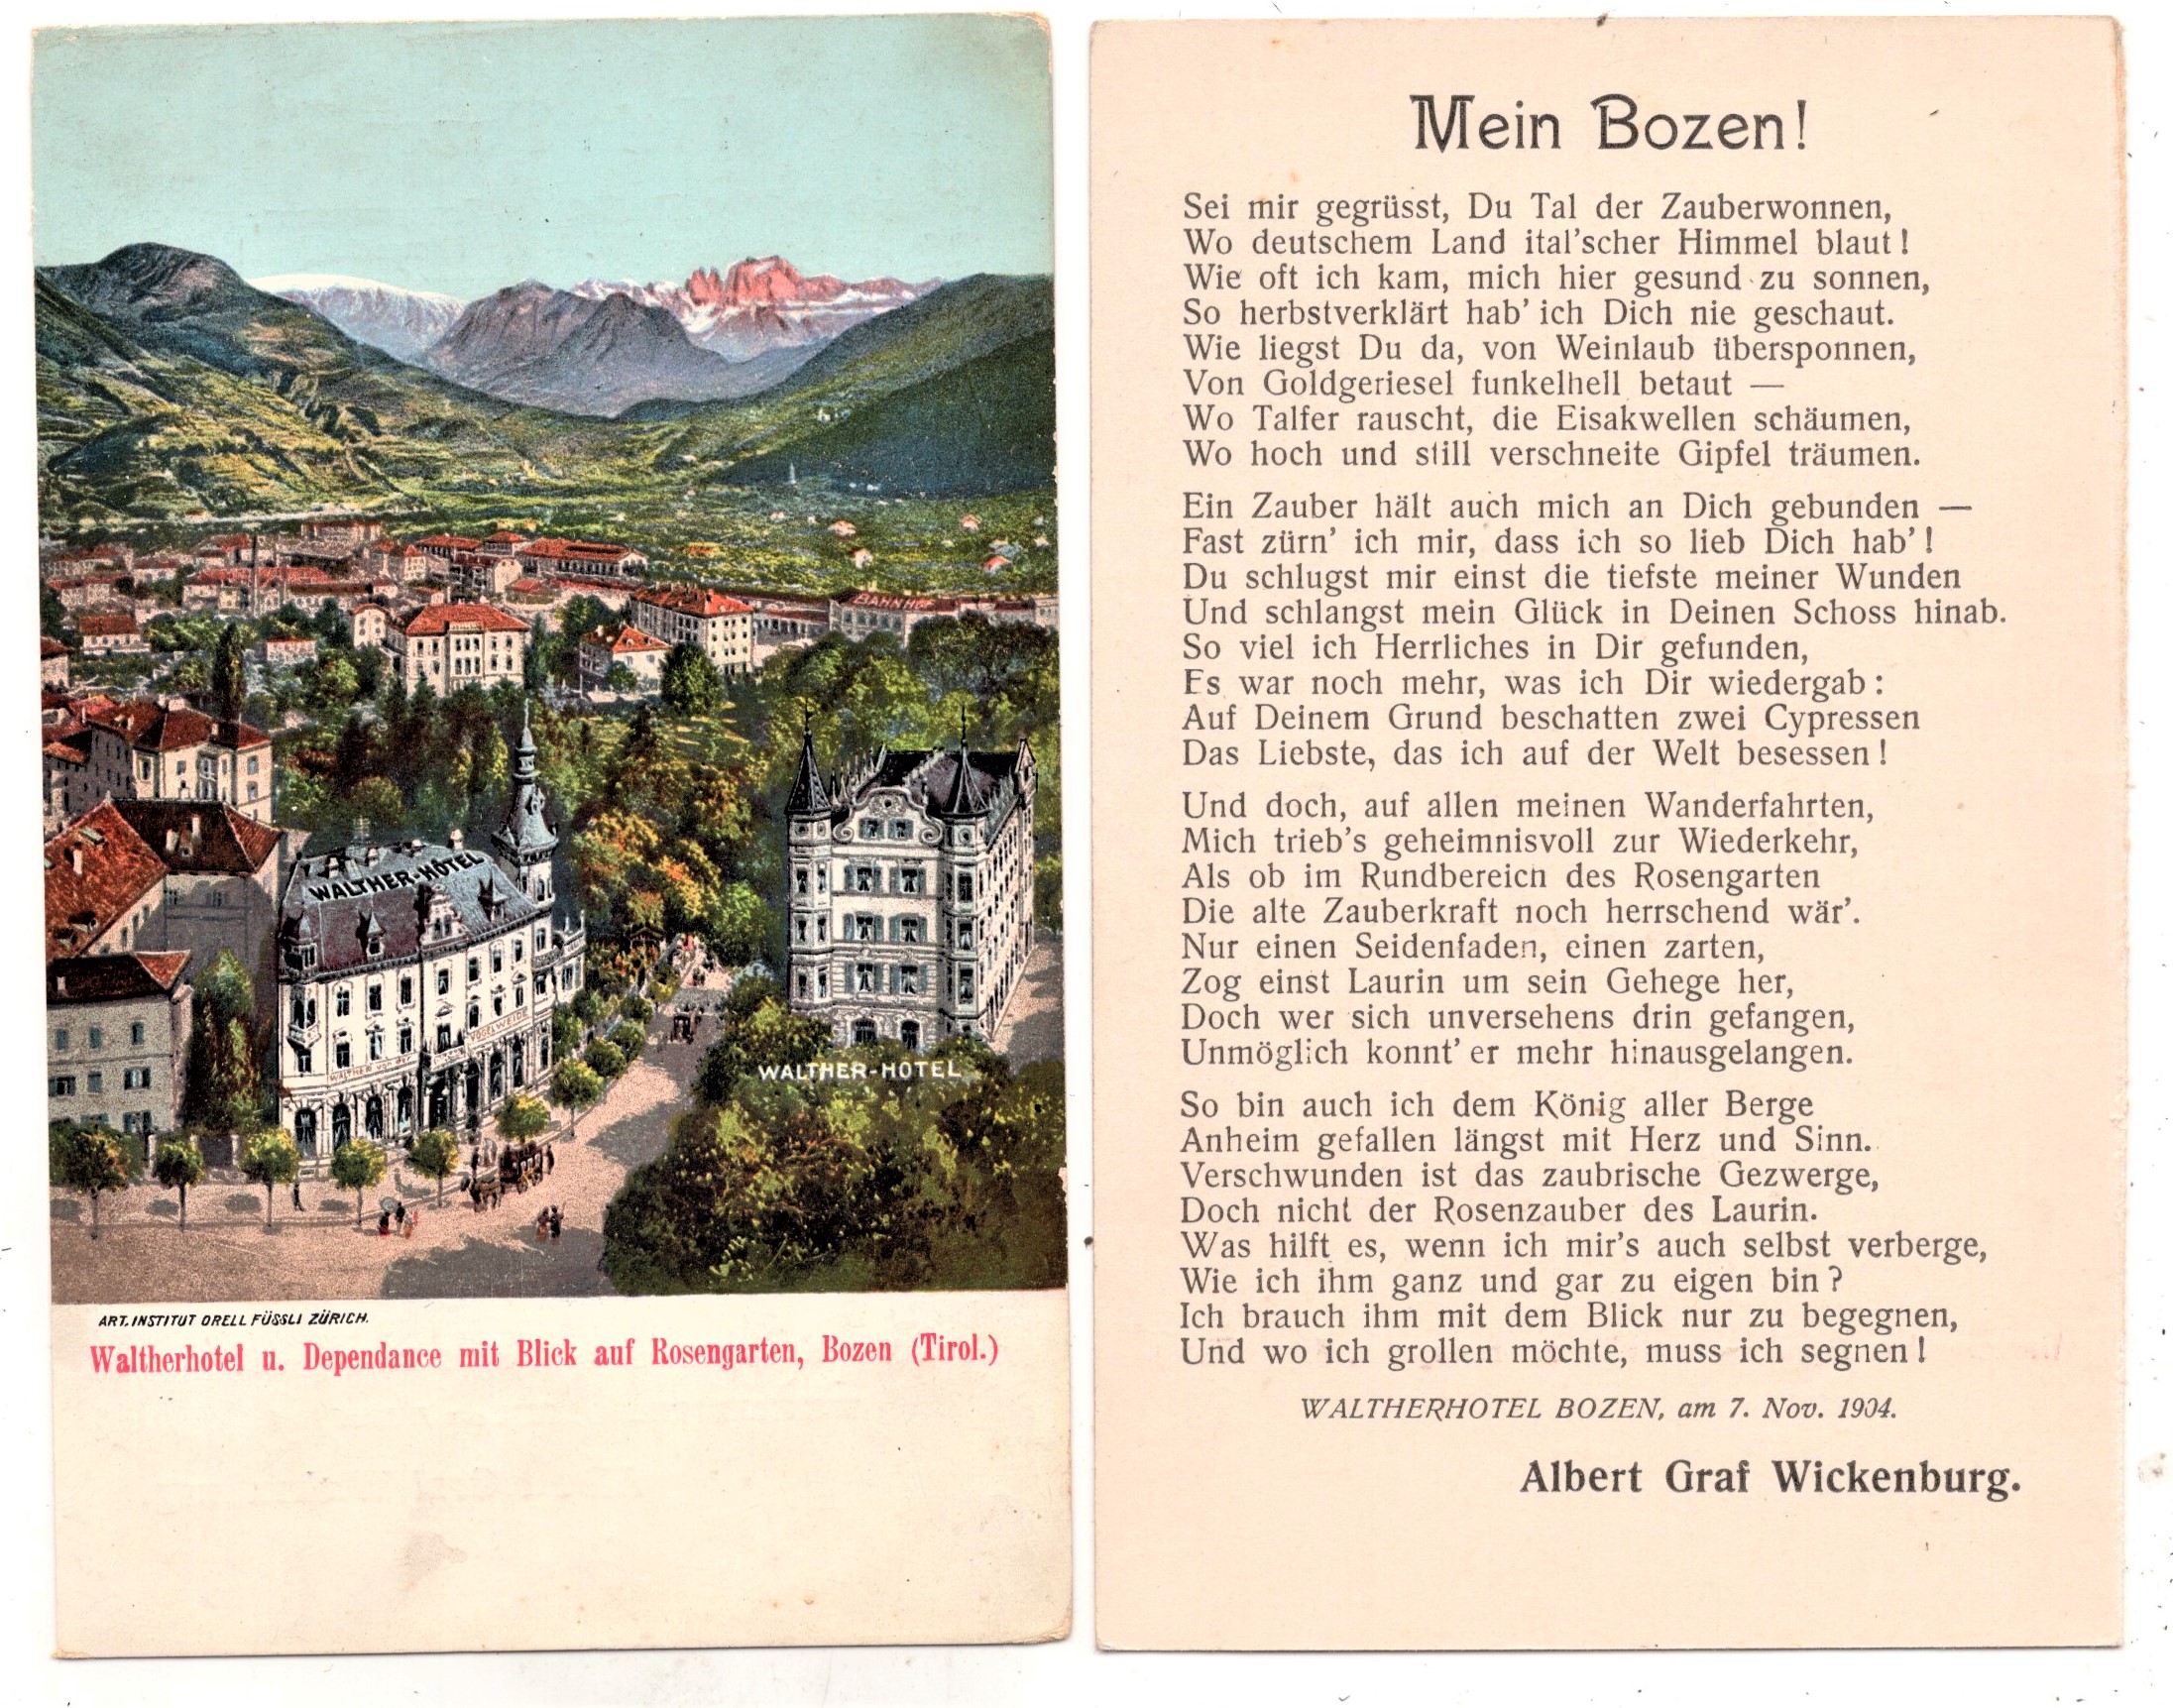 BAHNHOF
WALTHER-HÔTEL
VOGELWEIDE
WALTHER VON DER
WALTHER-HOTEL
ART. INSTITUT ORELL FÜSSLI ZÜRICH.
Waltherhotel u. Dependance mit Blick auf Rosengarten, Bozen (Tirol.)
Mein Bozen!
Sei mir gegrüsst, Du Tal der Zauberwonnen,
Wo deutschem Land ital'scher Himmel blaut!
Wie oft ich kam, mich hier gesund zu sonnen,
So herbstverklärt hab' ich Dich nie geschaut.
Wie liegst Du da, von Weinlaub übersponnen,
Von Goldgeriesel funkelhell betaut —
Wo Talfer rauscht, die Eisakwellen schäumen,
Wo hoch und still verschneite Gipfel träumen.
Ein Zauber hält auch mich an Dich gebunden —
Fast zürn' ich mir, dass ich so lieb Dich hab'!
Du schlugst mir einst die tiefste meiner Wunden
Und schlangst mein Glück in Deinen Schoss hinab.
So viel ich Herrliches in Dir gefunden,
Es war noch mehr, was ich Dir wiedergab:
Auf Deinem Grund beschatten zwei Cypressen
Das Liebste, das ich auf der Welt besessen!
Und doch, auf allen meinen Wanderfahrten,
Mich trieb's geheimnisvoll zur Wiederkehr,
Als ob im Rundbereich des Rosengarten
Die alte Zauberkraft noch herrschend wär'.
Nur einen Seidenfaden, einen zarten,
Zog einst Laurin um sein Gehege her,
Doch wer sich unversehens drin gefangen,
Unmöglich konnt' er mehr hinausgelangen.
So bin auch ich dem König aller Berge
Anheim gefallen längst mit Herz und Sinn.
Verschwunden ist das zaubrische Gezwerge,
Doch nicht der Rosenzauber des Laurin.
Was hilft es, wenn ich mir's auch selbst verberge,
Wie ich ihm ganz und gar zu eigen bin?
Ich brauch ihm mit dem Blick nur zu begegnen,
Und wo ich grollen möchte, muss ich segnen!
WALTHERHOTEL BOZEN, am 7. Nov. 1904.
Albert Graf Wickenburg.